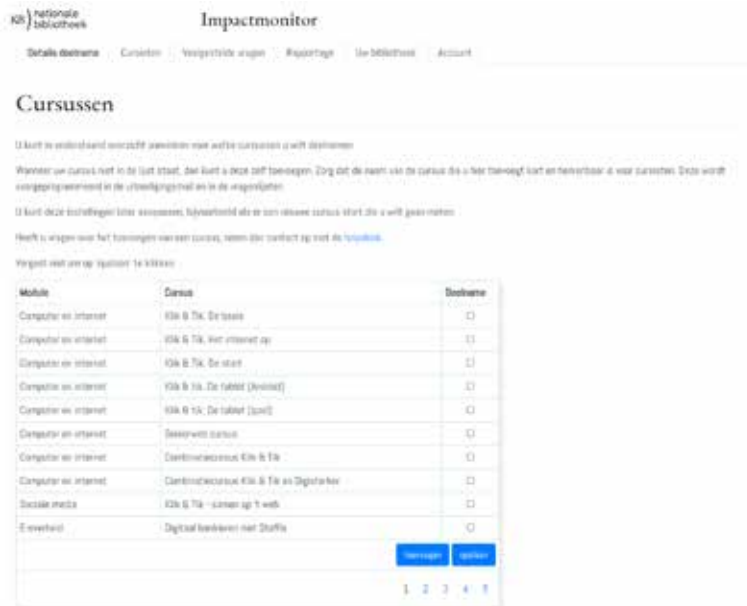 KB nationale
bibliotheek
Impactmonitor
Details deelname Cursisten Veelgestelde vragen Rapportage Uw bibliotheek Account
Cursussen
U kunt in onderstaand overzicht aanvinken voor welke cursussen u wilt deelnemen
Wanneer uw cursus niet in de lijst staat, dan kunt u deze zelf toevoegen. Zorg dat de naam van de cursus die u hier toevoegt kort en herkenbaar is voor cursisten. Deze wordt
voorgeprogrammeerd in de uitnodigingsmail en in de vragenlijsten.
U kunt deze instellingen later aanpassen, bijvoorbeeld als er een nieuwe cursus start die u wilt gaan meten.
Heeft u vragen over het toevoegen van een cursus, neem dan contact op met de helpdesk.
Vergeet niet om op 'opslaan' te klikken
Module Cursus Deelname
Computer en internet Klik & Tik. De basis
Computer en internet Klik & Tik. Het internet op
Computer en internet Klik & Tik. De start
Computer en internet Klik & tik. De tablet (Android)
Computer en internet Klik & tik. De tablet (Ipad)
Computer en internet cursus
Computer en internet Combinatiecursus Klik & Tik
Computer en internet Combinatiecursus Klik & Tik en Digisterker
Sociale media Klik & Tik - samen op 't web
E-overheid Digitaal bankieren met Steffie
toevoegen opslaan
1 2 3 4 5